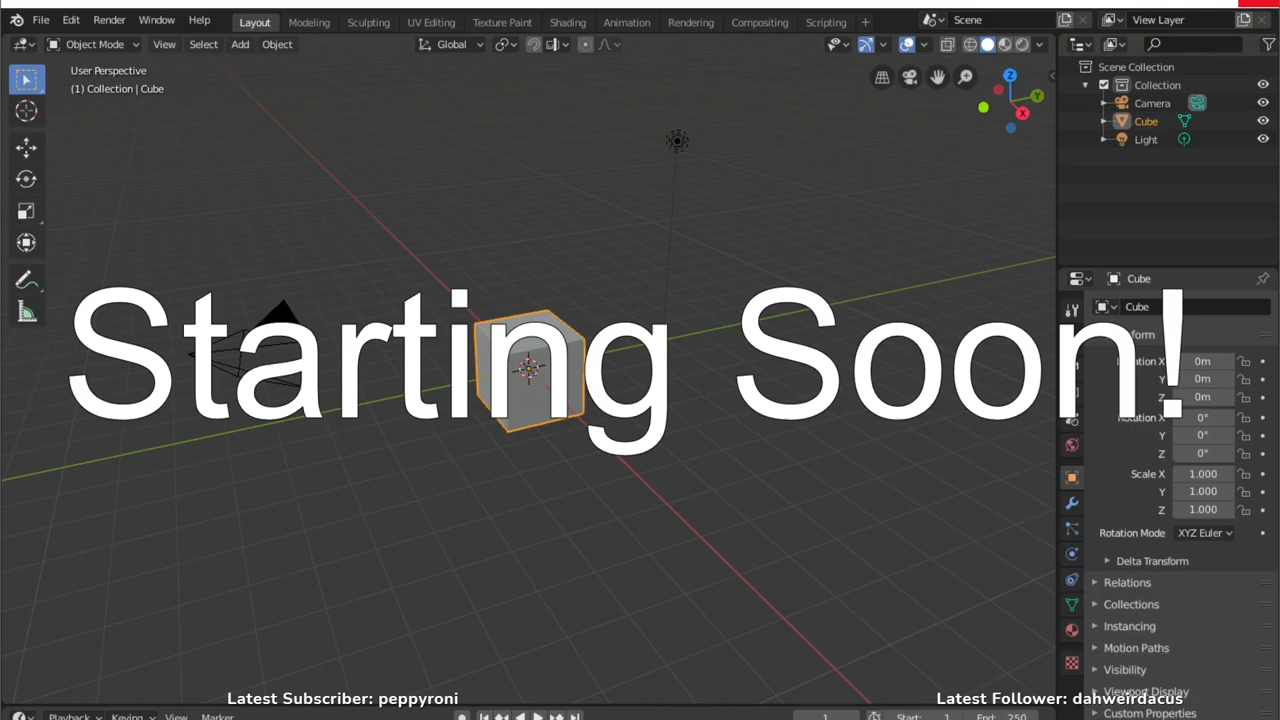 File Edit Render Window Help Layout Modeling Sculpting UV Editing Texture Paint Shading Animation Rendering Compositing Scripting + Scene View Layer
Object Mode View Select Add Object Global
User Perspective
(1) Collection | Cube
Z
Y
X
Scene Collection
Collection
Camera
Cube
Light
Cube
Cube
Starting Soon!
X 0m
Y 0m
Z 0m
Rotation X 0°
Y 0°
Z 0°
Scale X 1.000
Y 1.000
Z 1.000
Rotation Mode XYZ Euler
Delta Transform
Relations
Collections
Instancing
Motion Paths
Visibility
Viewport Display
Custom Properties
Latest Subscriber: peppyroni
Latest Follower: dahweirdacus
Playback Keying View Marker 1 Start: 1 End: 250